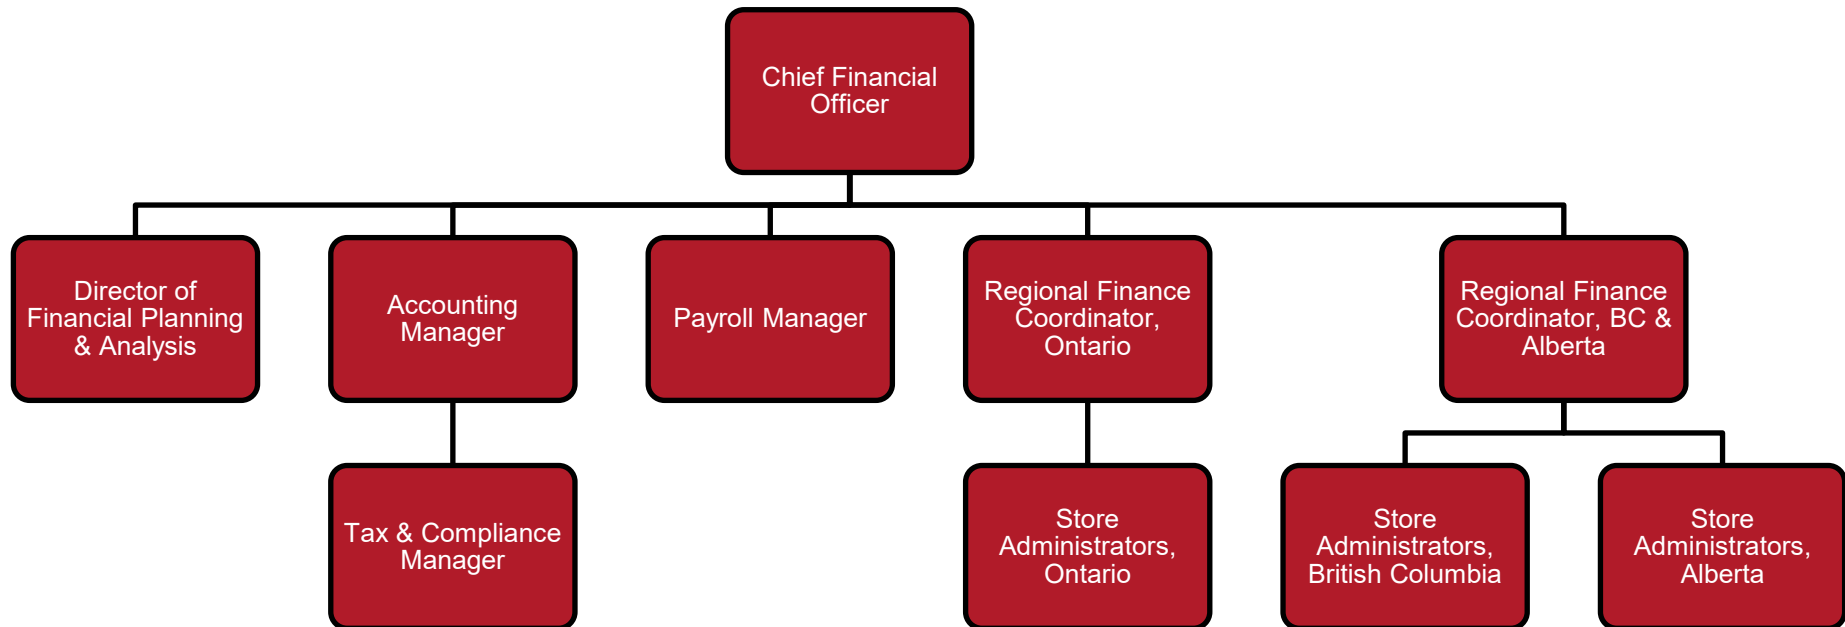 Chief Financial
Officer
Director of
Financial Planning
& Analysis
Accounting
Manager
Payroll Manager
Regional Finance
Coordinator,
Ontario
Regional Finance
Coordinator, BC &
Alberta
Tax & Compliance
Manager
Store
Administrators,
Ontario
Store
Administrators,
British Columbia
Store
Administrators,
Alberta